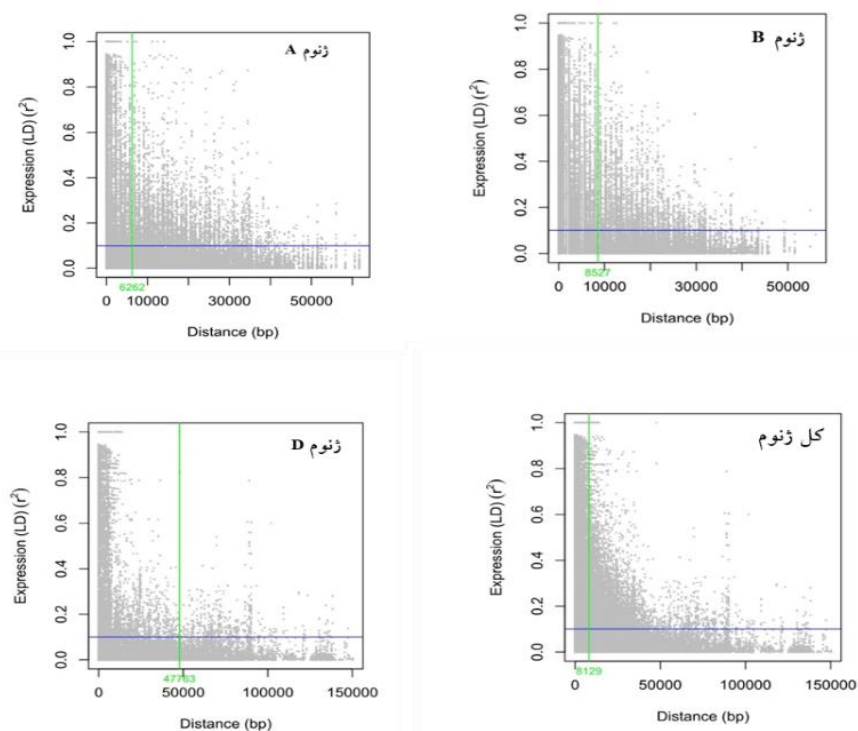 ژنوم A
Expression (LD) (r²)
1.0
0.8
0.6
0.4
0.2
0.0
0 10000 30000 50000
6262
Distance (bp)
ژنوم B
Expression (LD) (r²)
1.0
0.8
0.6
0.4
0.2
0.0
0 10000 30000 50000
8527
Distance (bp)
ژنوم D
Expression (LD) (r²)
1.0
0.8
0.6
0.4
0.2
0.0
0 50000 100000 150000
47763
Distance (bp)
کل ژنوم
Expression (LD) (r²)
1.0
0.8
0.6
0.4
0.2
0.0
0 50000 100000 150000
8129
Distance (bp)